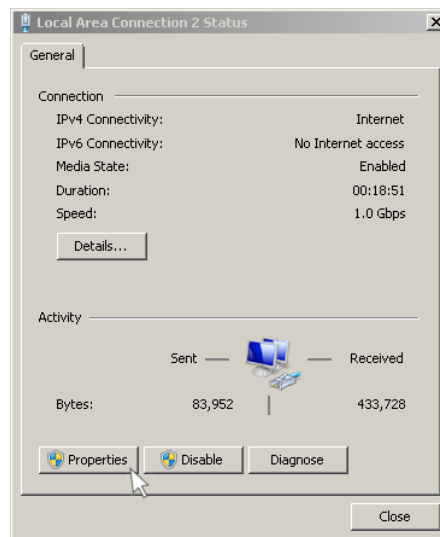 Local Area Connection 2 Status
General
Connection
IPv4 Connectivity: Internet
IPv6 Connectivity: No Internet access
Media State: Enabled
Duration: 00:18:51
Speed: 1.0 Gbps
Details...
Activity
Sent Received
Bytes: 83,952 433,728
Properties Disable Diagnose
Close